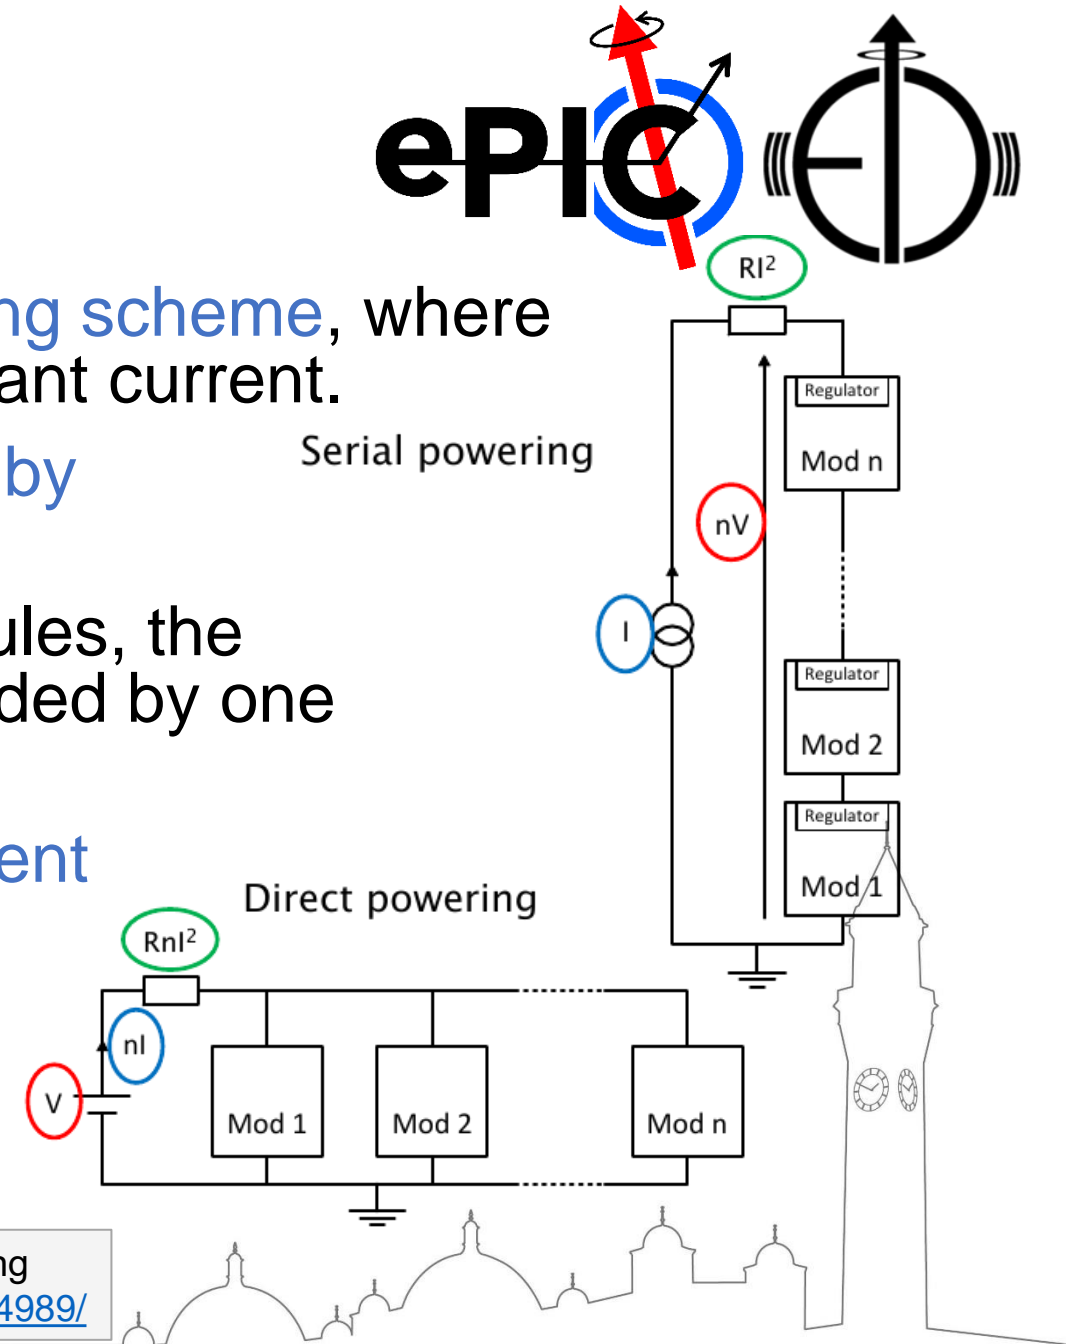 ePIC
RI²
ng scheme, where
ant current.
Serial powering
by
Regulator
Mod n
nV
I
ules, the
ded by one
Regulator
Mod 2
Regulator
Mod 1
ent
Direct powering
RnI²
nI
V
Mod 1
Mod 2
Mod n
ng
4989/